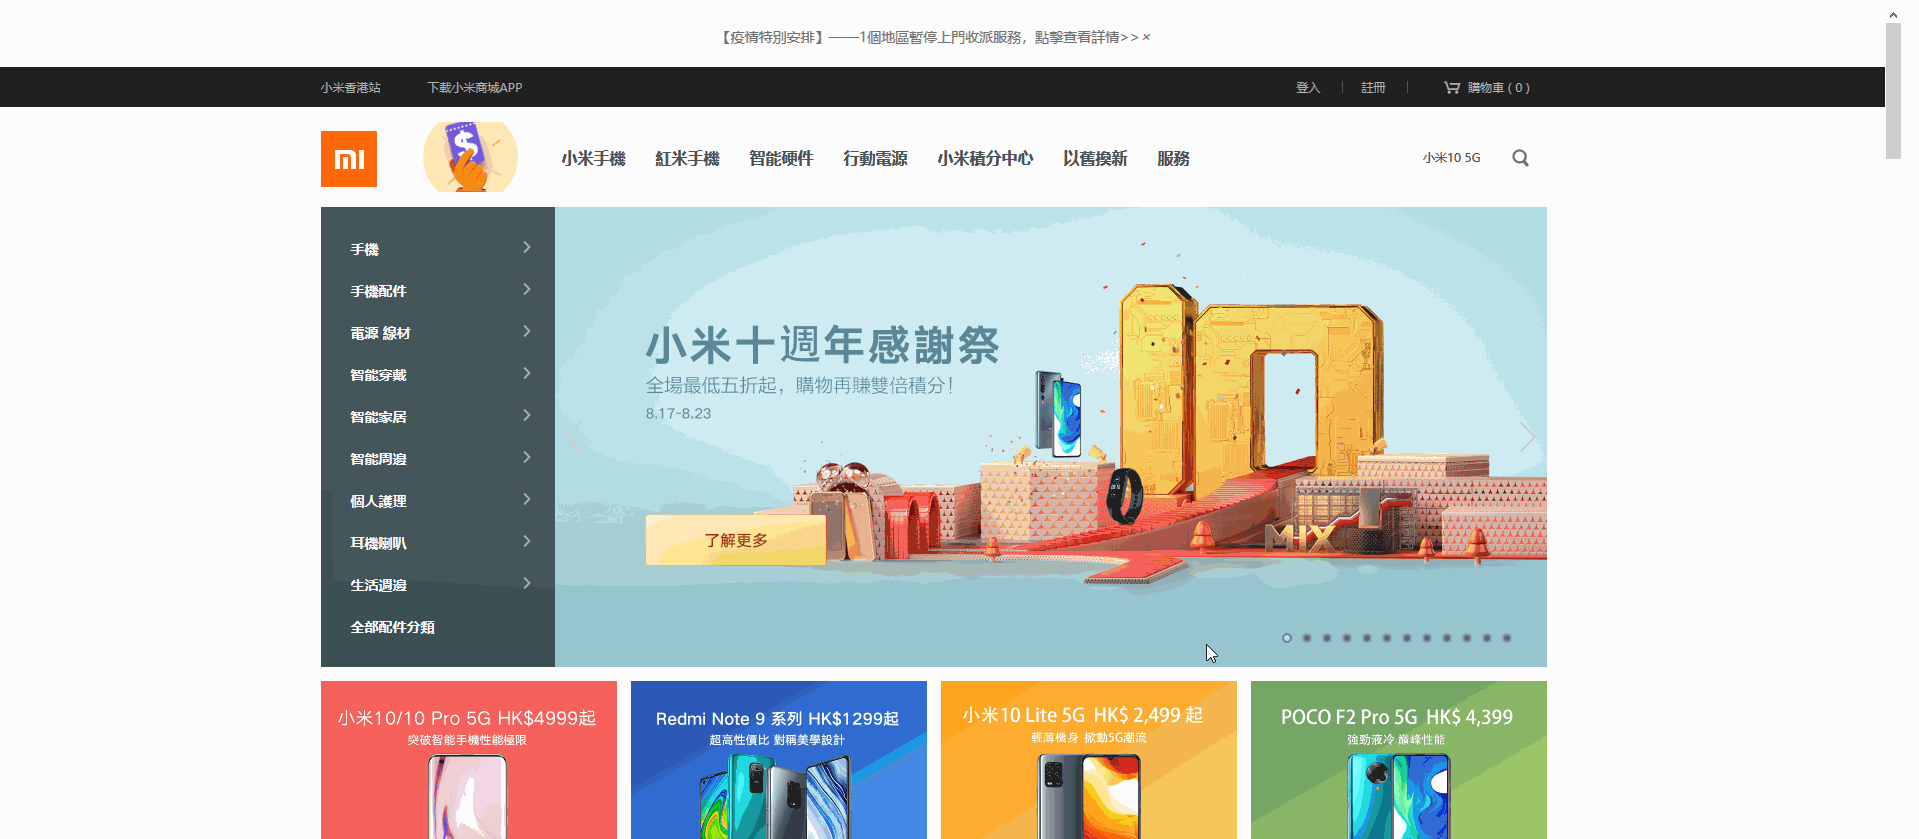 【疫情特別安排】——1個地區暫停上門收派服務，點擊查看詳情>> ×
小米香港站 下載小米商城APP 登入 註冊 購物車 ( 0 )
mi 小米手機 紅米手機 智能硬件 行動電源 小米積分中心 以舊換新 服務 小米10 5G
手機
手機配件
電源 線材
智能穿戴
智能家居
智能周邊
個人護理
耳機喇叭
生活週邊
全部配件分類
小米十週年感謝祭
全場最低五折起，購物再賺雙倍積分！
8.17-8.23
了解更多
MIX
小米10/10 Pro 5G HK$4999起
突破智能手機性能極限
Redmi Note 9 系列 HK$1299起
超高性價比 對稱美學設計
小米10 Lite 5G HK$ 2,499 起
輕薄機身 掀動5G潮流
POCO F2 Pro 5G HK$ 4,399
強勁液冷 巔峰性能